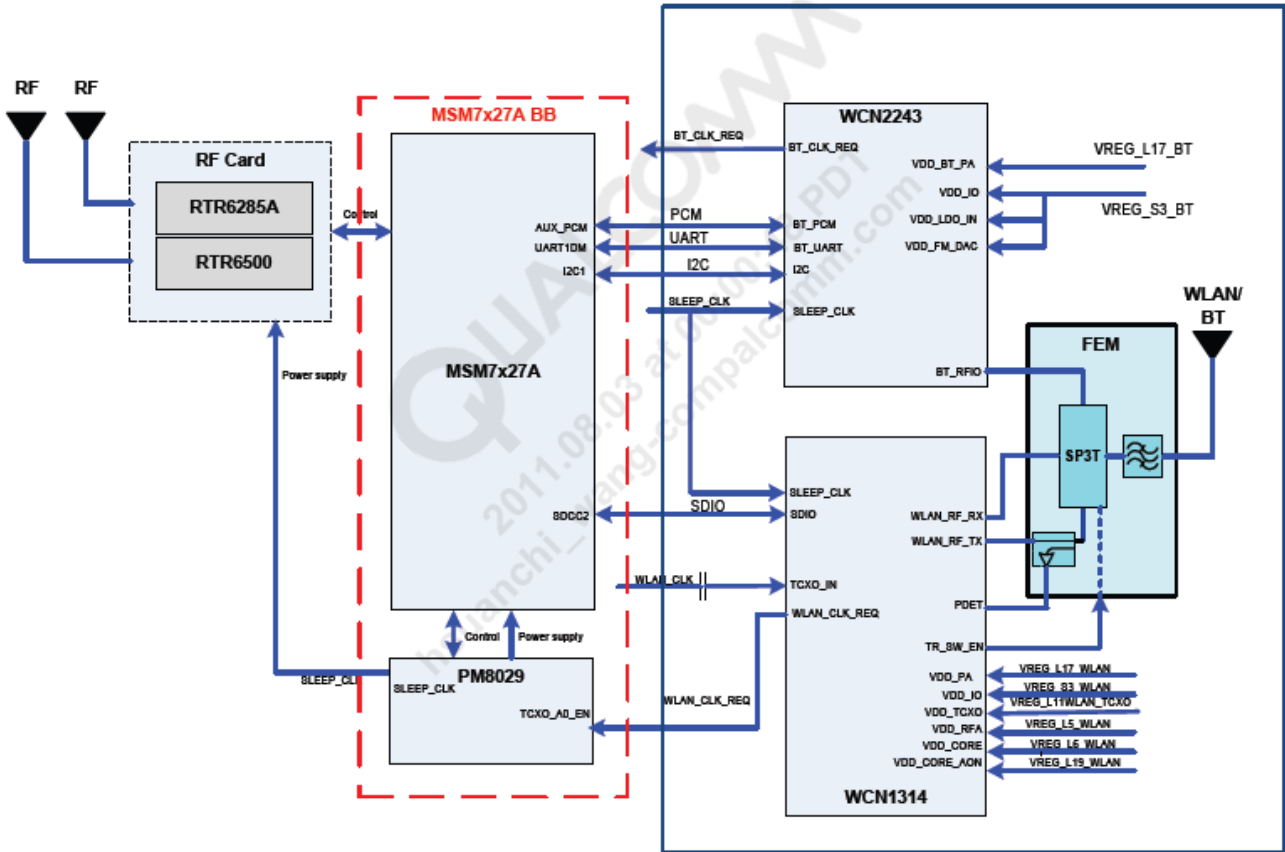 RF
RF
RF Card
RTR6285A
RTR6500
Control
Power supply
MSM7x27A BB
AUX_PCM
UART1DM
I2C1
MSM7x27A
SDCC2
Control
Power supply
PM8029
SLEEP_CLK
SLEEP_CLK
TCXO_A0_EN
WLAN_CLK_REQ
BT_CLK_REQ
PCM
UART
I2C
SLEEP_CLK
SDIO
WLAN_CLK
WCN2243
BT_CLK_REQ
BT_PCM
BT_UART
I2C
SLEEP_CLK
VDD_BT_PA
VDD_IO
VDD_LDO_IN
VDD_FM_DAC
BT_RFIO
VREG_L17_BT
VREG_S3_BT
WLAN/
BT
FEM
SP3T
SLEEP_CLK
SDIO
TCXO_IN
WLAN_CLK_REQ
WLAN_RF_RX
WLAN_RF_TX
PDET
TR_SW_EN
VDD_PA
VDD_IO
VDD_TCXO
VDD_RFA
VDD_CORE
VDD_CORE_AON
WCN1314
VREG_L17_WLAN
VREG_S3_WLAN
VREG_L11WLAN_TCXO
VREG_L5_WLAN
VREG_L6_WLAN
VREG_L19_WLAN
QUALCOMM
2011.08.03 at PDT